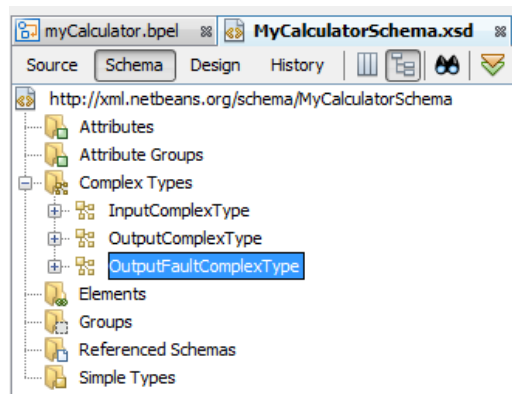 myCalculator.bpel MyCalculatorSchema.xsd
Source Schema Design History
http://xml.netbeans.org/schema/MyCalculatorSchema
Attributes
Attribute Groups
Complex Types
InputComplexType
OutputComplexType
OutputFaultComplexType
Elements
Groups
Referenced Schemas
Simple Types